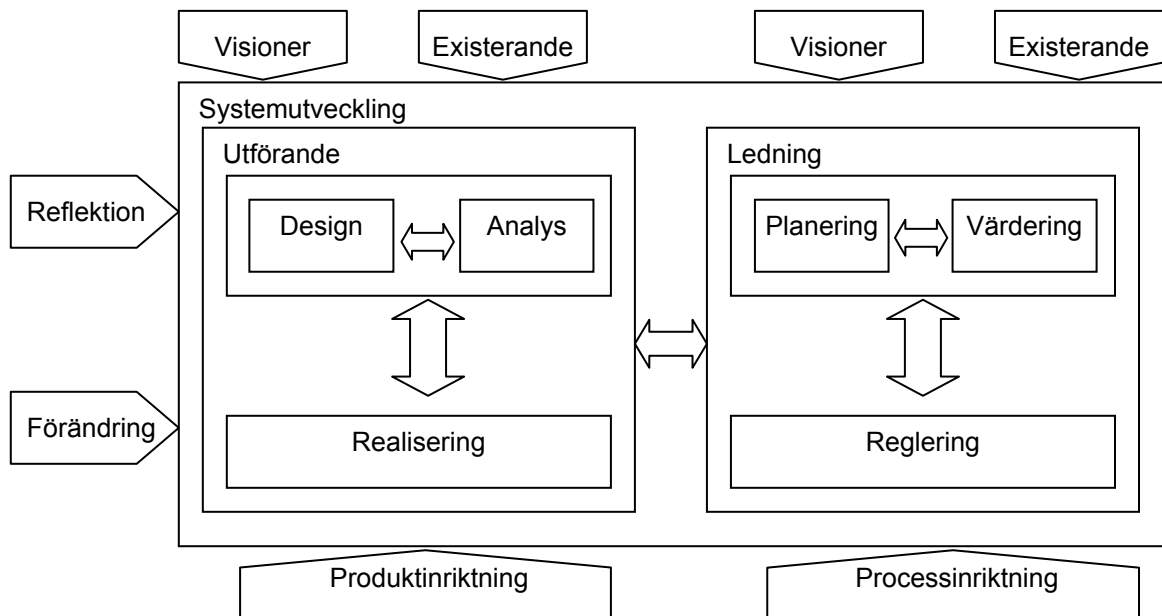 Visioner
Existerande
Visioner
Existerande
Systemutveckling
Utförande
Ledning
Reflektion
Design
Analys
Planering
Värdering
Förändring
Realisering
Reglering
Produktinriktning
Processinriktning